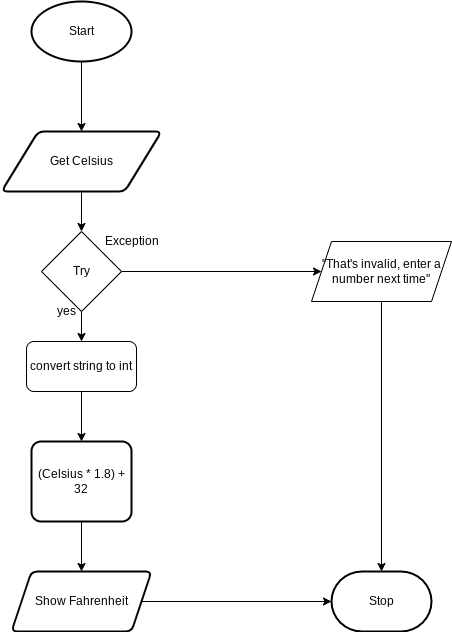 Start
Get Celsius
Exception
Try
"That's invalid, enter a
number next time"
yes
convert string to int
(Celsius * 1.8) +
32
Show Fahrenheit
Stop